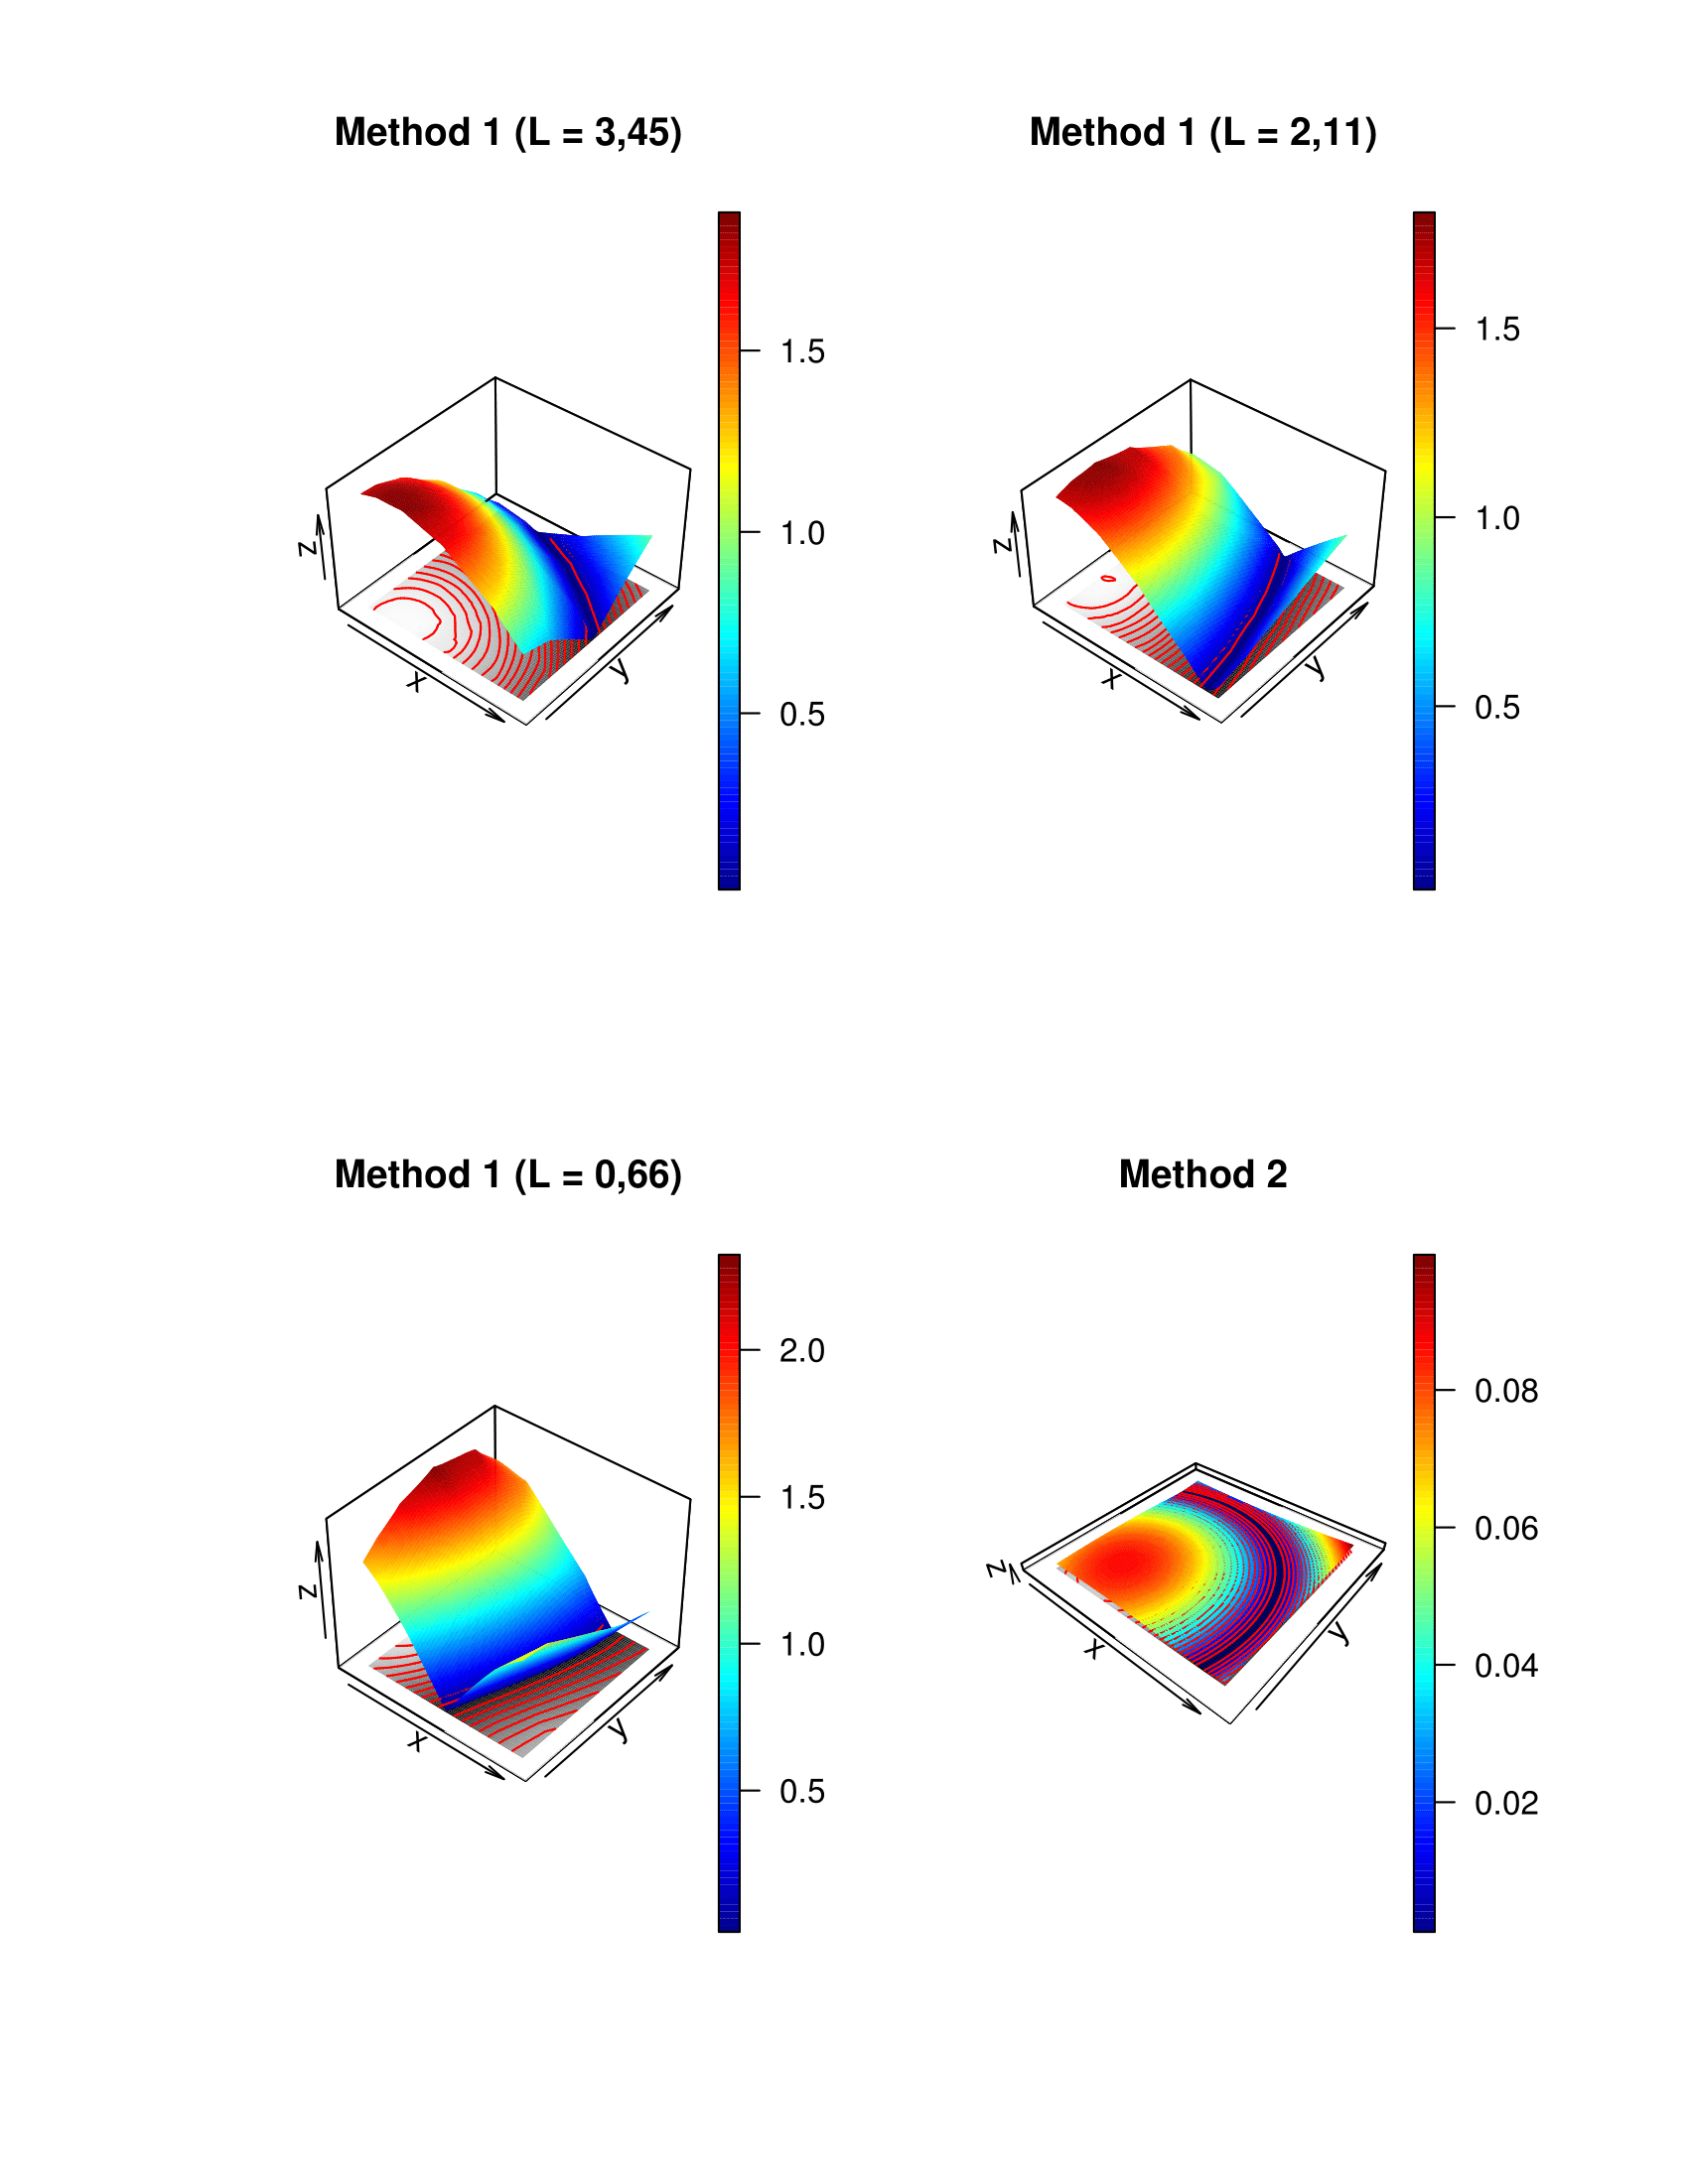 Method 1 (L = 3,45)
1.5
1.0
0.5
z
x
y
Method 1 (L = 2,11)
1.5
1.0
0.5
z
x
y
Method 1 (L = 0,66)
2.0
1.5
1.0
0.5
z
x
y
Method 2
0.08
0.06
0.04
0.02
z
x
y